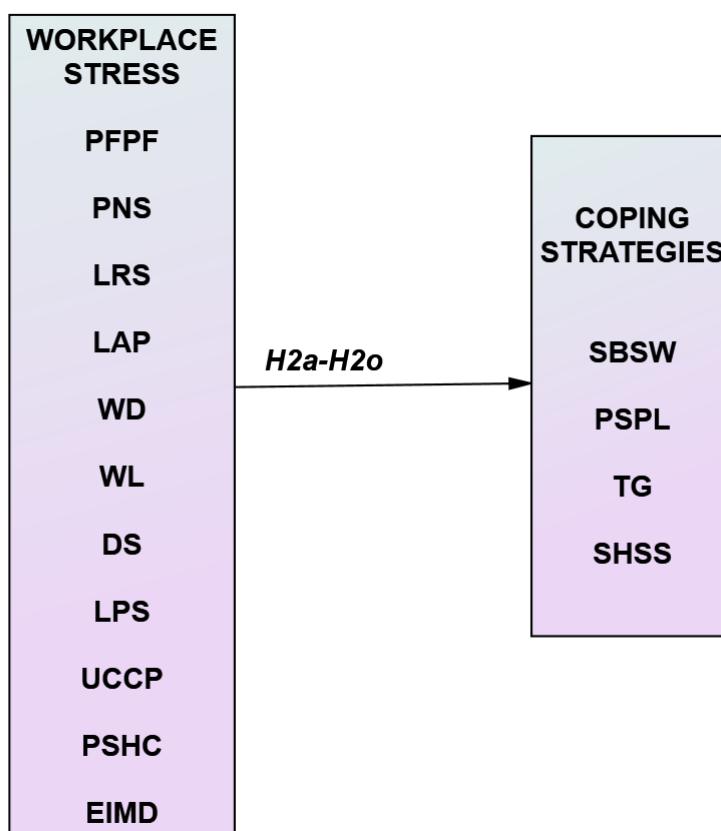 WORKPLACE
STRESS
PFPF
PNS
LRS
LAP
WD
WL
DS
LPS
UCCP
PSHC
EIMD
H2a-H2o
COPING
STRATEGIES
SBSW
PSPL
TG
SHSS